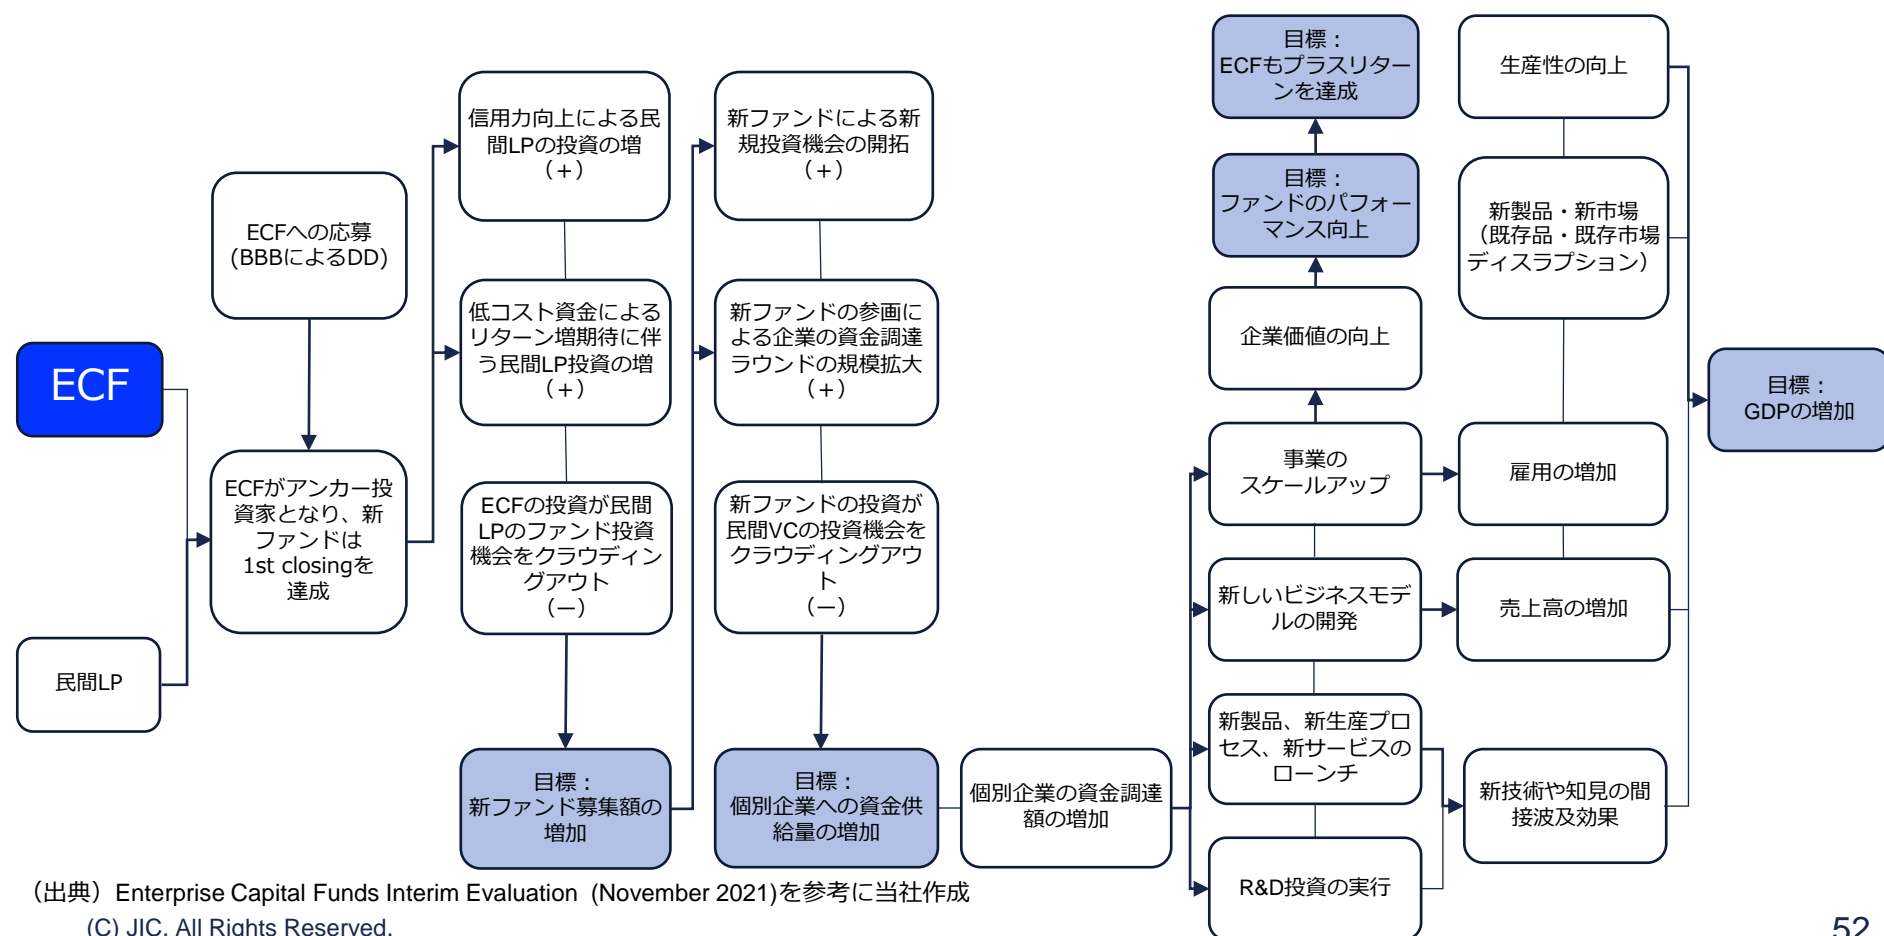 ECF
民間LP
ECFへの応募
(BBBによるDD)
ECFがアンカー投
資家となり、新
ファンドは
1st closingを
達成
信用力向上による民
間LPの投資の増
（+）
低コスト資金による
リターン増期待に伴
う民間LP投資の増
（+）
ECFの投資が民間
LPのファンド投資
機会をクラウディン
グアウト
（—）
目標：
新ファンド募集額の
増加
新ファンドによる新
規投資機会の開拓
（+）
新ファンドの参画に
よる企業の資金調達
ラウンドの規模拡大
（+）
新ファンドの投資が
民間VCの投資機会を
クラウディングアウ
ト
（—）
目標：
個別企業への資金供
給量の増加
個別企業の資金調達
額の増加
目標：
ECFもプラスリター
ンを達成
目標：
ファンドのパフォー
マンス向上
企業価値の向上
事業の
スケールアップ
新しいビジネスモデ
ルの開発
新製品、新生産プロ
セス、新サービスの
ローンチ
R&D投資の実行
生産性の向上
新製品・新市場
（既存品・既存市場
ディスラプション）
雇用の増加
売上高の増加
新技術や知見の間
接波及効果
目標：
GDPの増加
（出典）Enterprise Capital Funds Interim Evaluation (November 2021)を参考に当社作成
(C) JIC. All Rights Reserved.
52